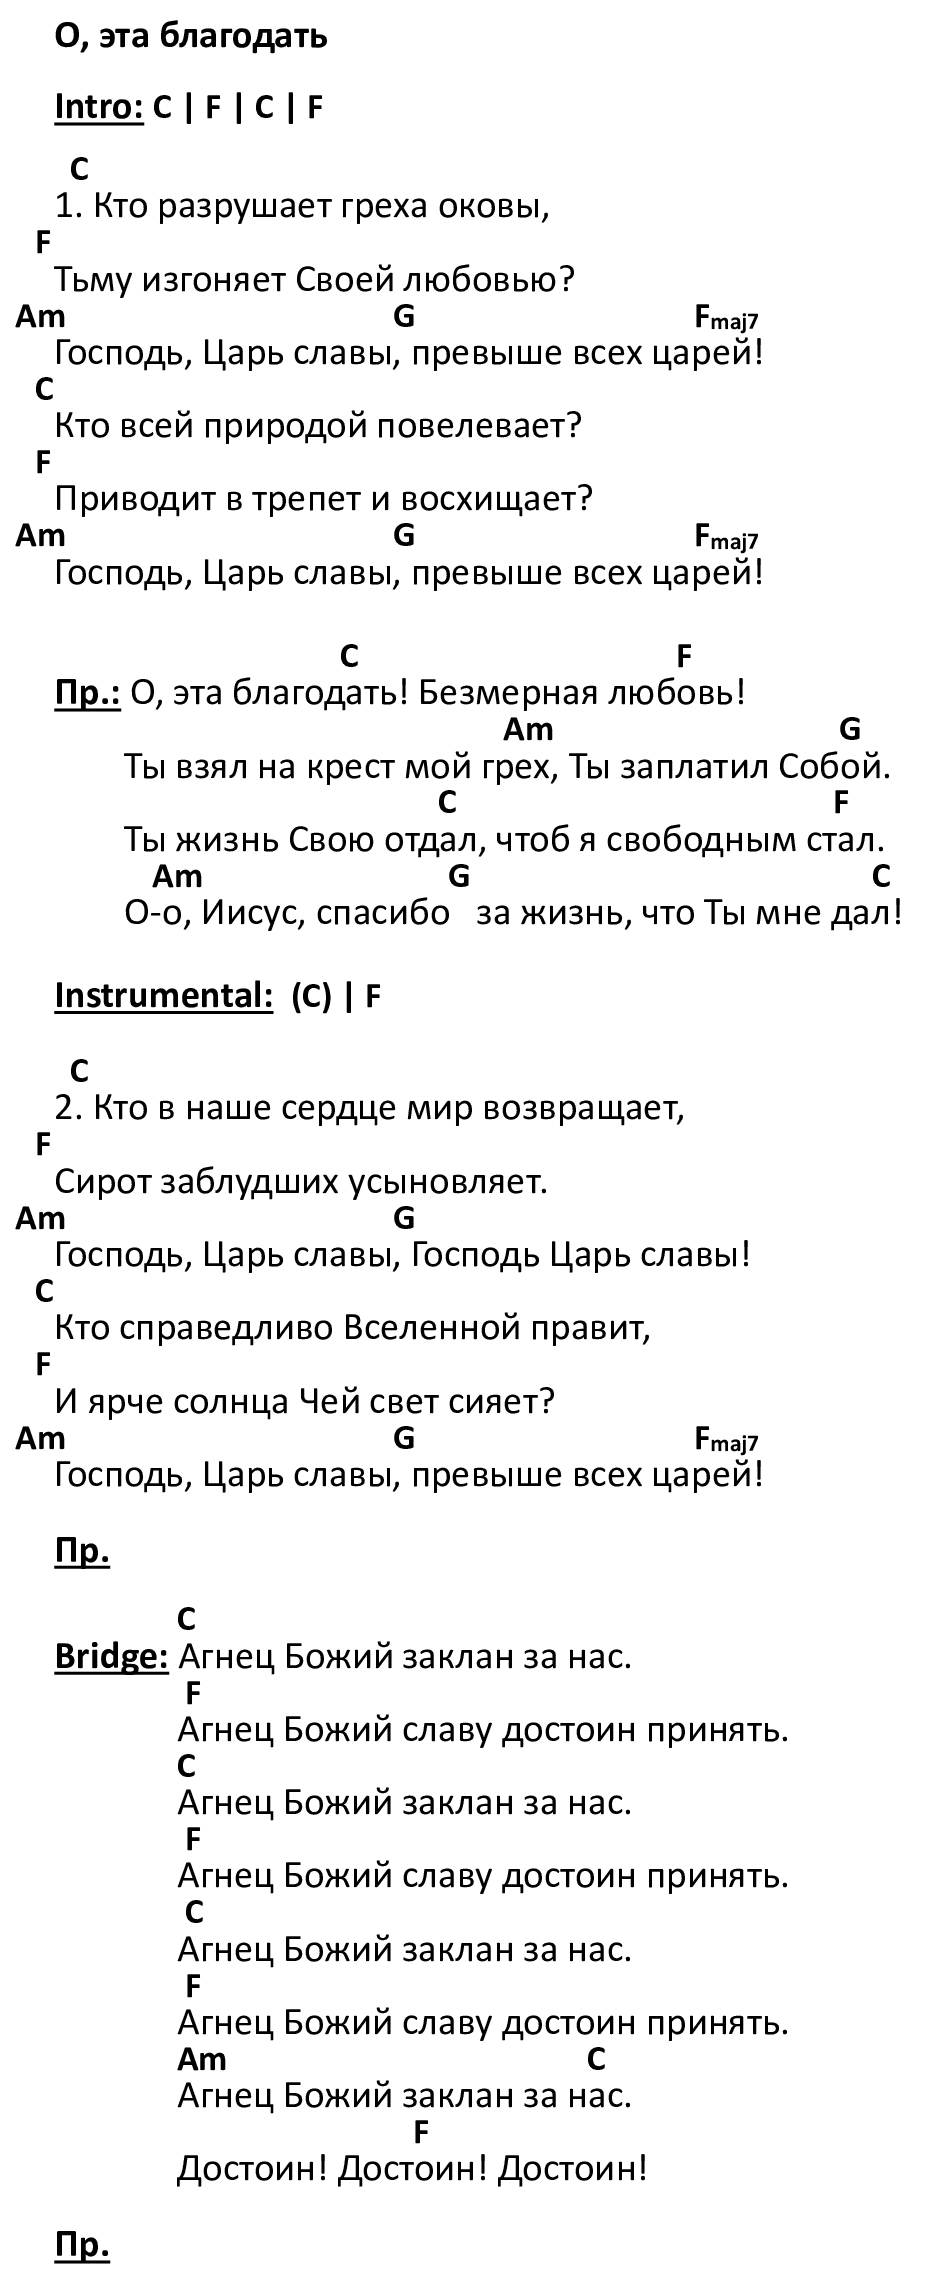 О, эта благодать
Intro: C | F | C | F
C
1. Кто разрушает греха оковы,
F
Тьму изгоняет Своей любовью?
Am G Fmaj7
Господь, Царь славы, превыше всех царей!
C
Кто всей природой повелевает?
F
Приводит в трепет и восхищает?
Am G Fmaj7
Господь, Царь славы, превыше всех царей!
C F
Пр.: О, эта благодать! Безмерная любовь!
Am G
Ты взял на крест мой грех, Ты заплатил Собой.
C F
Ты жизнь Свою отдал, чтоб я свободным стал.
Am G C
О-о, Иисус, спасибо за жизнь, что Ты мне дал!
Instrumental: (C) | F
C
2. Кто в наше сердце мир возвращает,
F
Сирот заблудших усыновляет.
Am G
Господь, Царь славы, Господь Царь славы!
C
Кто справедливо Вселенной правит,
F
И ярче солнца Чей свет сияет?
Am G Fmaj7
Господь, Царь славы, превыше всех царей!
Пр.
C
Bridge: Агнец Божий заклан за нас.
F
Агнец Божий славу достоин принять.
C
Агнец Божий заклан за нас.
F
Агнец Божий славу достоин принять.
C
Агнец Божий заклан за нас.
F
Агнец Божий славу достоин принять.
Am C
Агнец Божий заклан за нас.
F
Достоин! Достоин! Достоин!
Пр.